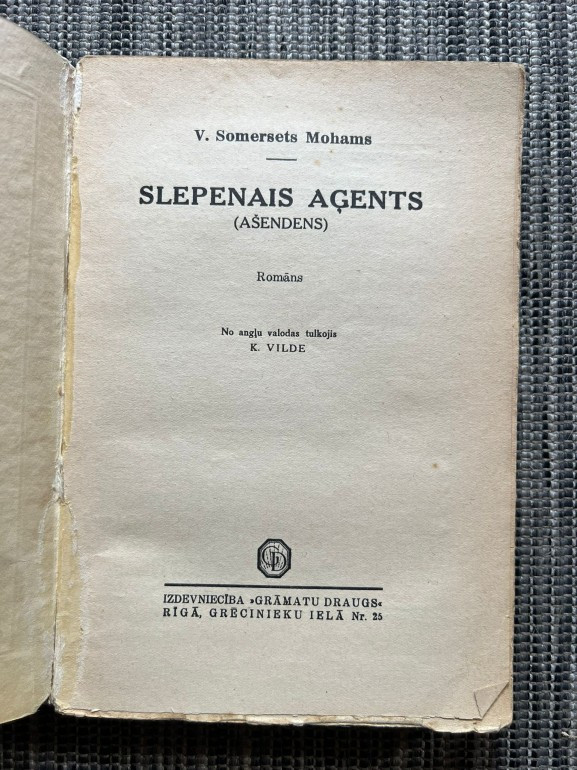 V. Somersets Mohams
SLEPENAIS AĢENTS
(AŠENDENS)
Romāns
No angļu valodas tulkojis
K. VILDE
IZDEVNIECĪBA »GRĀMATU DRAUGS«
RĪGĀ, GRĒCINIEKU IELĀ Nr. 25